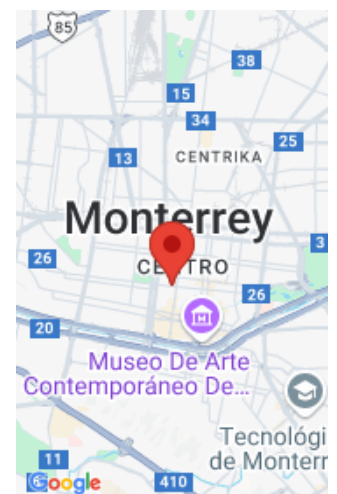 85
38
15
34
25
13
CENTRIKA
Monterrey
3
26
CENTRO
26
20
Museo De Arte
Contemporáneo De...
Tecnológi
de Monterr
11
Google
410